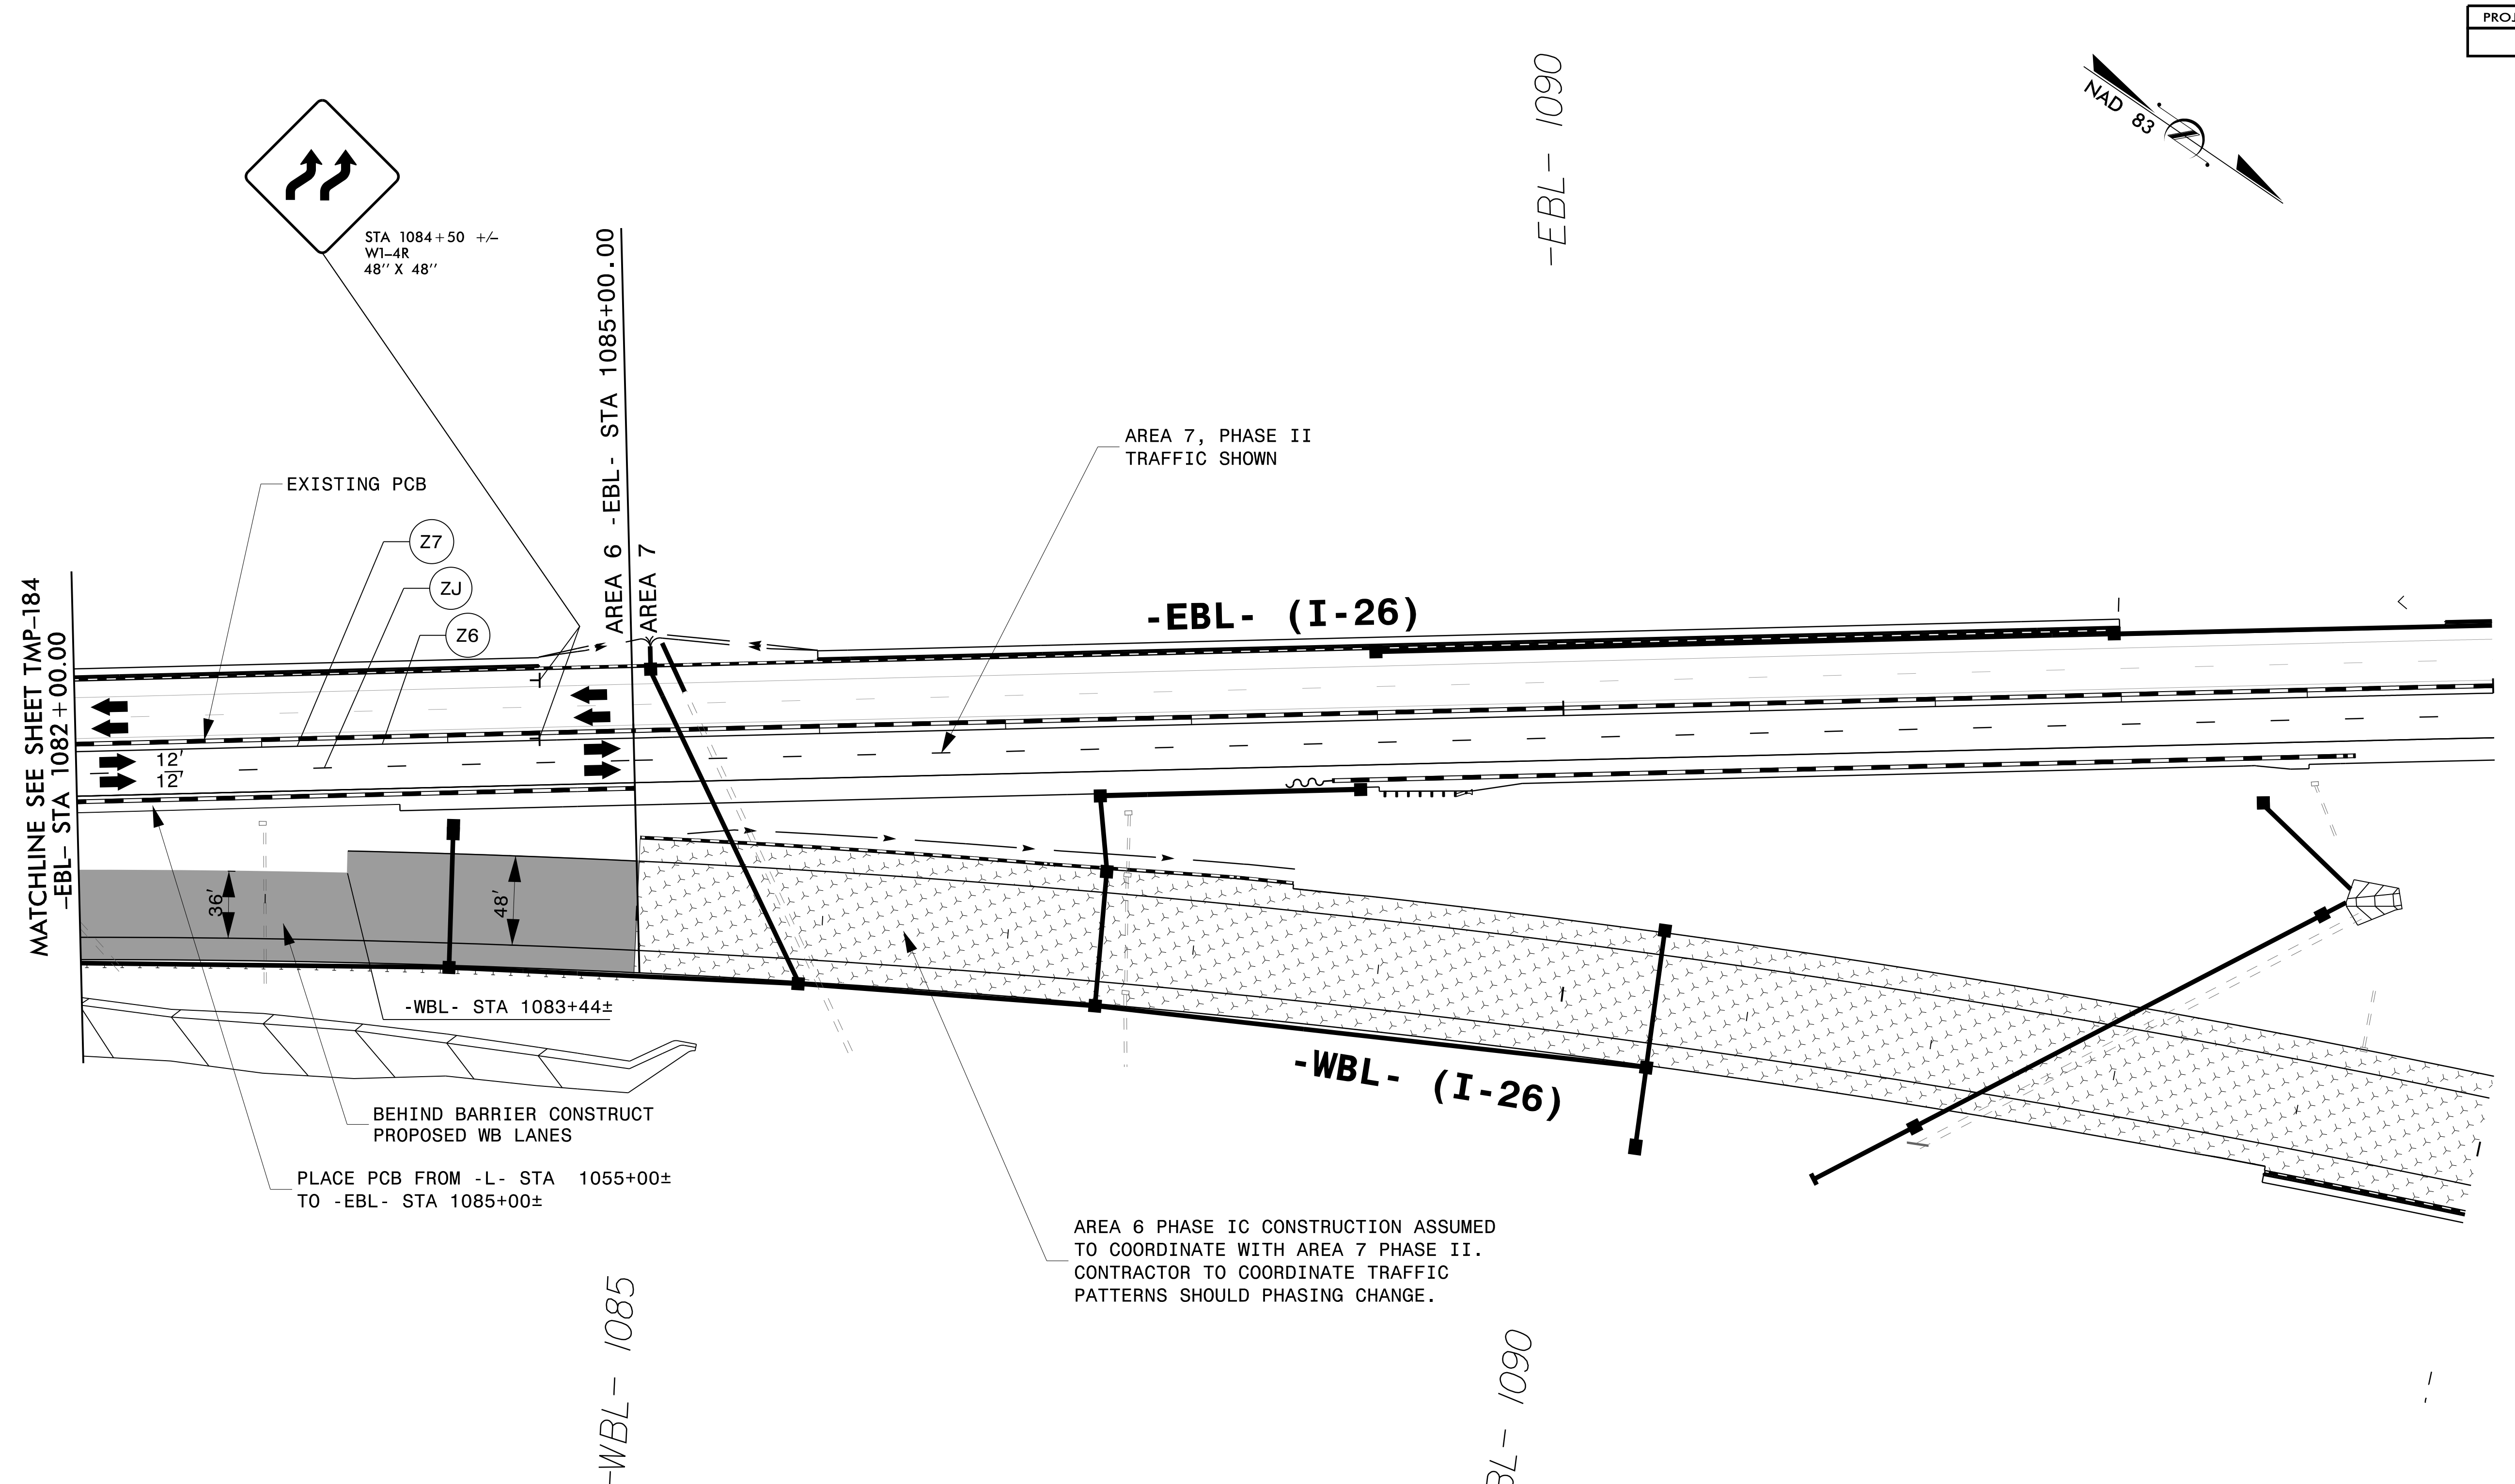 PROJ
NAD 83
-EBL- 1090
STA 1084+50 +/-
W1-4R
48" X 48"
AREA 6 -EBL- STA 1085+00.00
AREA 7
AREA 7, PHASE II
TRAFFIC SHOWN
EXISTING PCB
Z7
ZJ
Z6
MATCHLINE SEE SHEET TMP-184
-EBL- STA 1082+00.00
-EBL- (I-26)
12'
12'
36'
48'
-WBL- STA 1083+44±
-WBL- (I-26)
BEHIND BARRIER CONSTRUCT
PROPOSED WB LANES
PLACE PCB FROM -L- STA 1055+00±
TO -EBL- STA 1085+00±
AREA 6 PHASE IC CONSTRUCTION ASSUMED
TO COORDINATE WITH AREA 7 PHASE II.
CONTRACTOR TO COORDINATE TRAFFIC
PATTERNS SHOULD PHASING CHANGE.
-WBL- 1085
BL- 1090